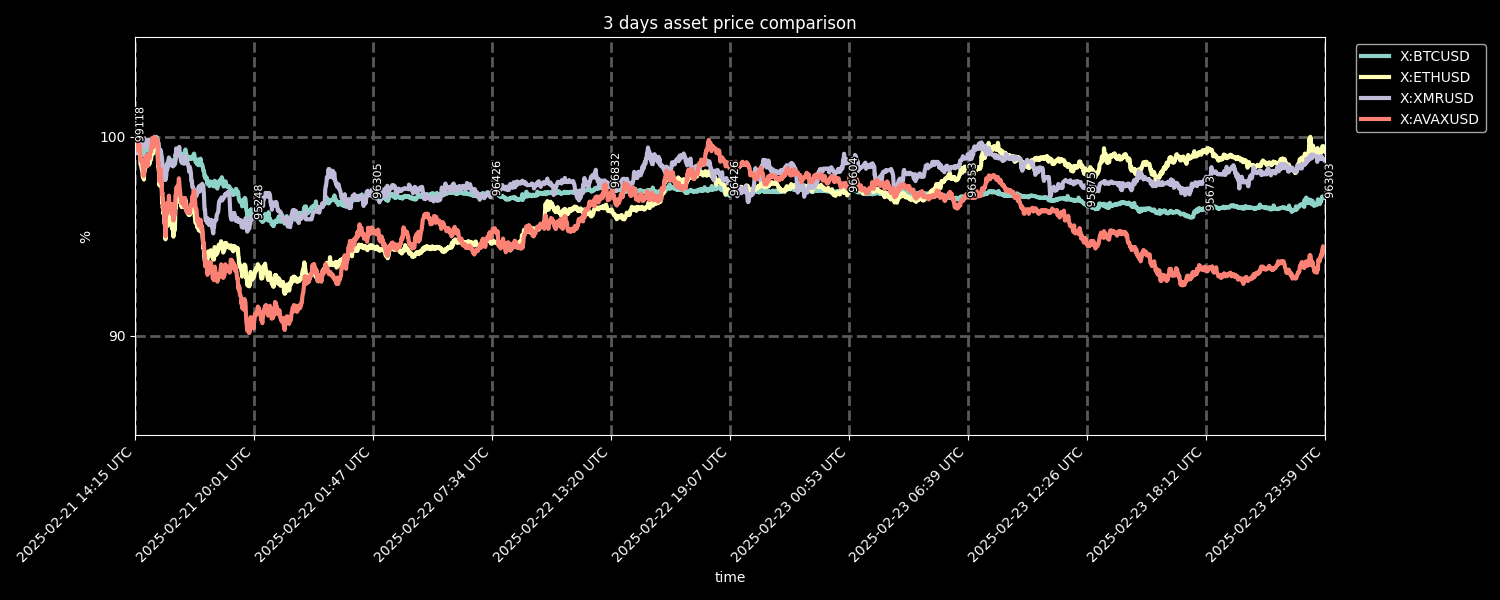 3 days asset price comparison
X:BTCUSD
X:ETHUSD
X:XMRUSD
X:AVAXUSD
%
100
90
99118
95248
96305
96426
96832
96426
96604
96353
95875
95673
96303
2025-02-21 14:15 UTC
2025-02-21 20:01 UTC
2025-02-22 01:47 UTC
2025-02-22 07:34 UTC
2025-02-22 13:20 UTC
2025-02-22 19:07 UTC
2025-02-23 00:53 UTC
2025-02-23 06:39 UTC
2025-02-23 12:26 UTC
2025-02-23 18:12 UTC
2025-02-23 23:59 UTC
time